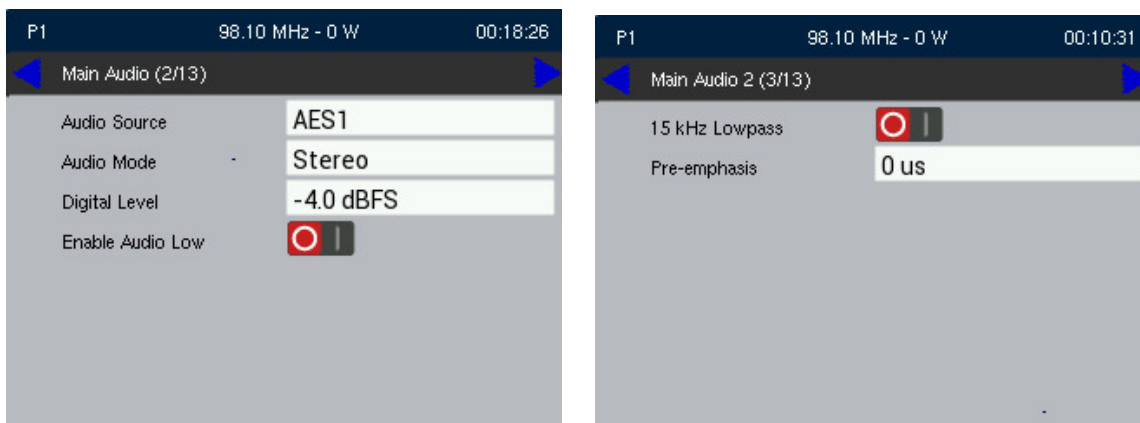 P1 98.10 MHz - 0 W 00:18:26
Main Audio (2/13)
Audio Source AES1
Audio Mode Stereo
Digital Level -4.0 dBFS
Enable Audio Low
P1 98.10 MHz - 0 W 00:10:31
Main Audio 2 (3/13)
15 kHz Lowpass
Pre-emphasis 0 us